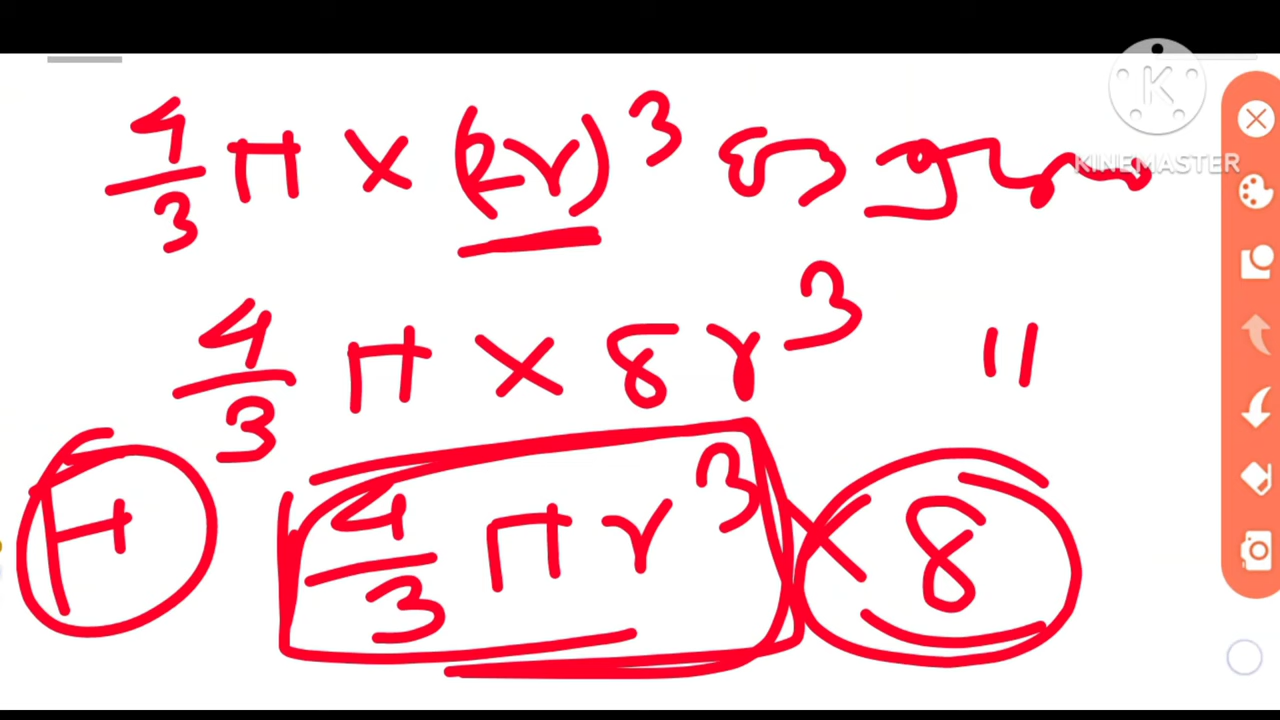 4/3 π × (2r)³
KINEMASTER
4/3 π × 8r³ "
4/3 πr³ × 8